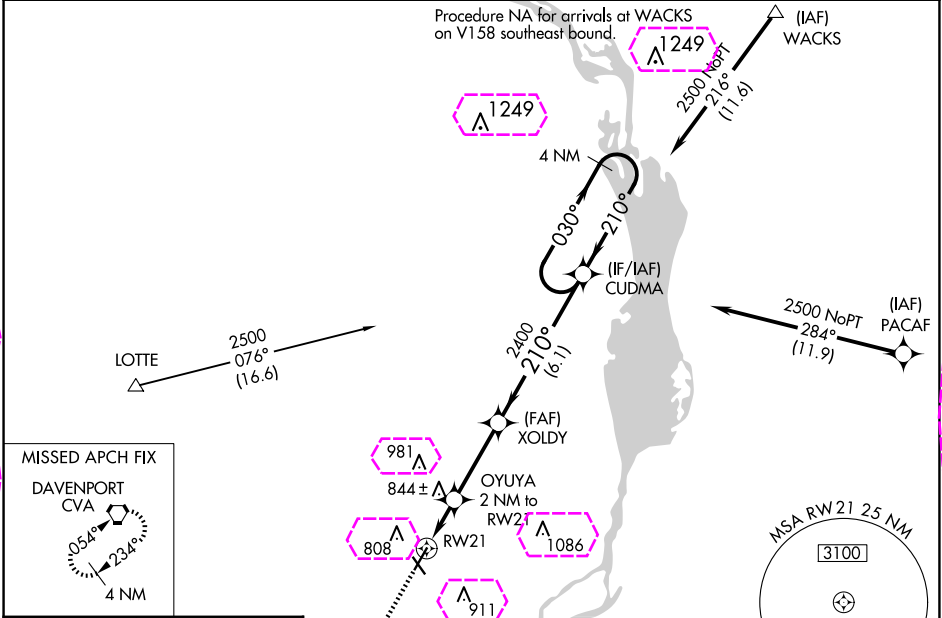 Procedure NA for arrivals at WACKS
on V158 southeast bound.
(IAF)
WACKS
1249
2500 NoPT
216°
(11.6)
1249
4 NM
030°
210°
(IF/IAF)
CUDMA
2500 NoPT
284°
(11.9)
(IAF)
PACAF
2500
076°
(16.6)
LOTTE
2400
210°
(6.1)
(FAF)
XOLDY
981
844 ±
OYUYA
2 NM to
RW21
808
RW21
1086
911
MISSED APCH FIX
DAVENPORT
CVA
054°
234°
4 NM
MSA RW 21 25 NM
3100